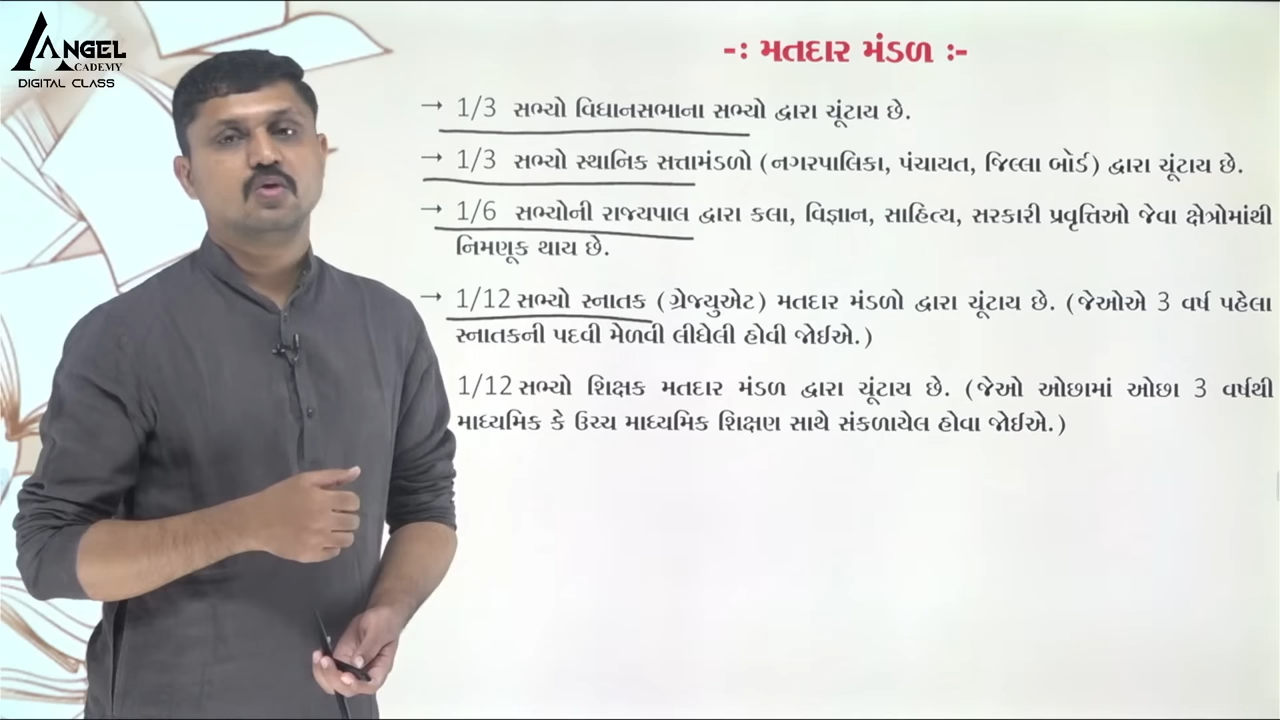 ANGEL
ACADEMY
DIGITAL CLASS
-: મતદાર મંડળ :-
→ 1/3 સભ્યો વિધાનસભાના સભ્યો દ્વારા ચૂંટાય છે.
→ 1/3 સભ્યો સ્થાનિક સત્તામંડળો (નગરપાલિકા, પંચાયત, જિલ્લા બોર્ડ) દ્વારા ચૂંટાય છે.
→ 1/6 સભ્યોની રાજ્યપાલ દ્વારા કલા, વિજ્ઞાન, સાહિત્ય, સરકારી પ્રવૃત્તિઓ જેવા ક્ષેત્રોમાંથી
નિમણૂક થાય છે.
→ 1/12 સભ્યો સ્નાતક (ગ્રેજ્યુએટ) મતદાર મંડળો દ્વારા ચૂંટાય છે. (જેઓએ 3 વર્ષ પહેલા
સ્નાતકની પદવી મેળવી લીધેલી હોવી જોઈએ.)
1/12 સભ્યો શિક્ષક મતદાર મંડળ દ્વારા ચૂંટાય છે. (જેઓ ઓછામાં ઓછા 3 વર્ષથી
માધ્યમિક કે ઉચ્ચ માધ્યમિક શિક્ષણ સાથે સંકળાયેલ હોવા જોઈએ.)